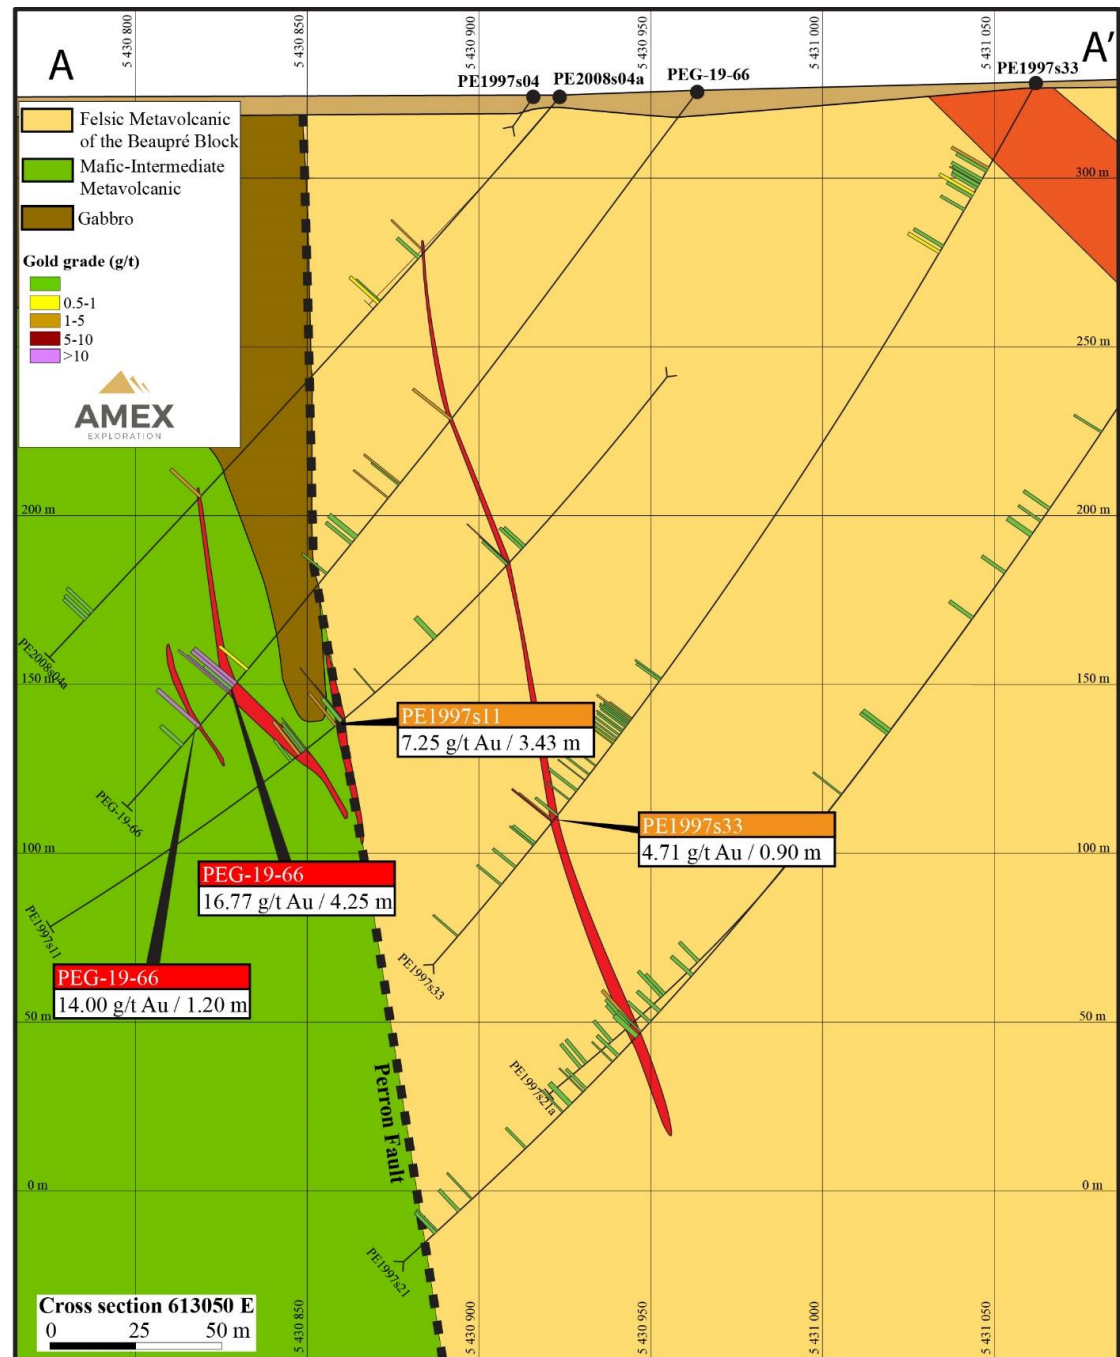 5 430 800
5 430 850
5 430 900
5 430 950
5 431 000
5 431 050
A
A'
PE1997s04
PE2008s04a
PEG-19-66
PE1997s33
Felsic Metavolcanic
of the Beaupré Block
Mafic-Intermediate
Metavolcanic
Gabbro
Gold grade (g/t)
0.5-1
1-5
5-10
>10
AMEX
EXPLORATION
300 m
250 m
200 m
200 m
150 m
150 m
100 m
100 m
50 m
50 m
0 m
0 m
PE2008s04a
PEG-19-66
PE1997s11
PE1997s33
PE1997s21a
PE1997s21
PE1997s11
7.25 g/t Au / 3.43 m
PE1997s33
4.71 g/t Au / 0.90 m
PEG-19-66
16.77 g/t Au / 4.25 m
PEG-19-66
14.00 g/t Au / 1.20 m
Perron Fault
Cross section 613050 E
0 25 50 m
5 430 850
5 430 900
5 430 950
5 431 000
5 431 050